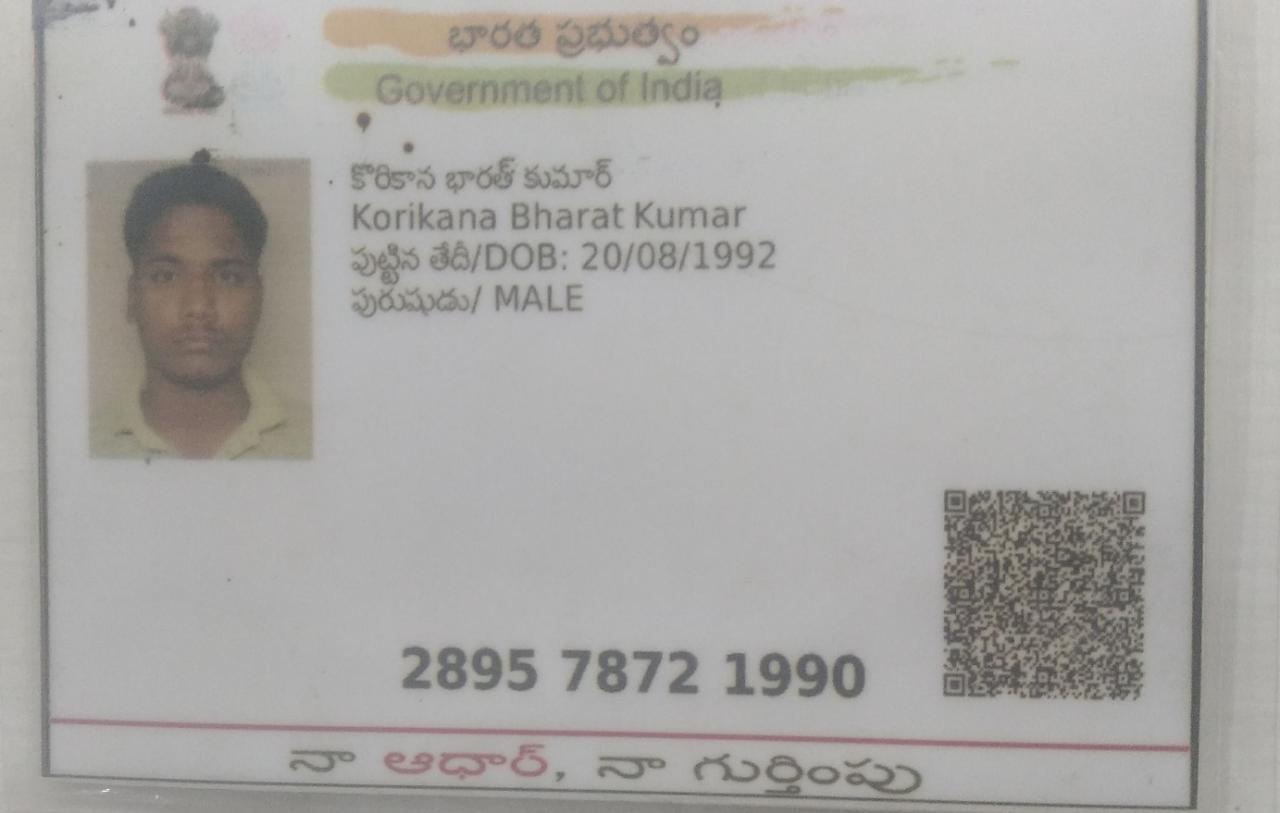 భారత ప్రభుత్వం
Government of India
కొరికాన భారత్ కుమార్
Korikana Bharat Kumar
పుట్టిన తేదీ/DOB: 20/08/1992
పురుషుడు/ MALE
2895 7872 1990
నా ఆధార్, నా గుర్తింపు